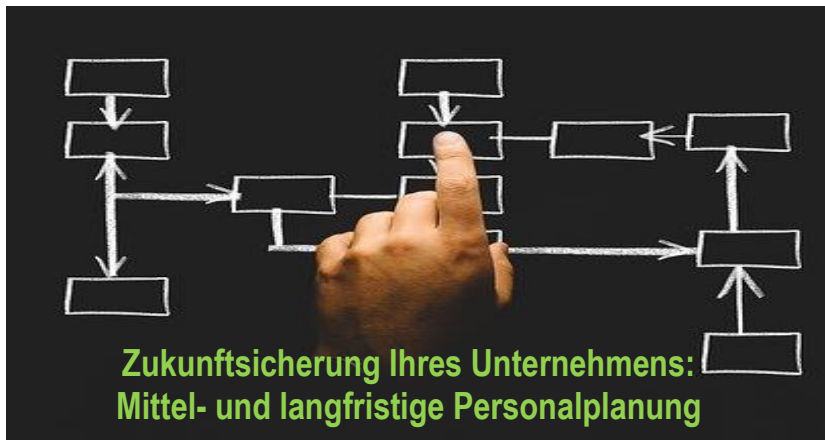 Zukunftsicherung Ihres Unternehmens:
Mittel- und langfristige Personalplanung